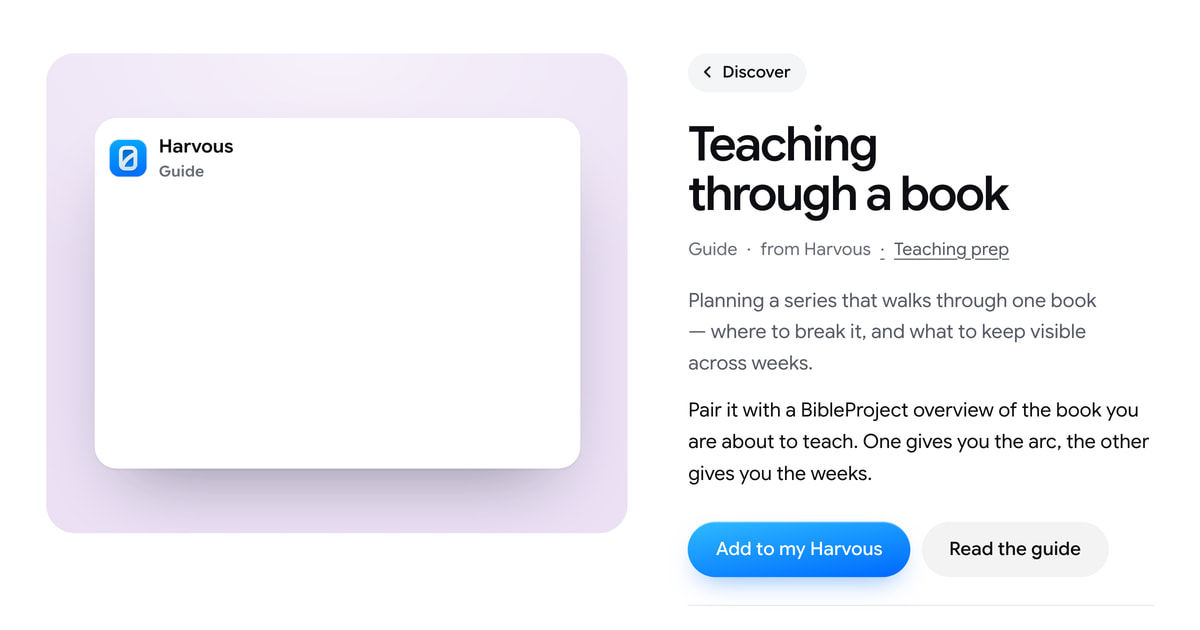 Harvous
Guide
Discover
Teaching
through a book
Guide · from Harvous · Teaching prep
Planning a series that walks through one book
— where to break it, and what to keep visible
across weeks.
Pair it with a BibleProject overview of the book you
are about to teach. One gives you the arc, the other
gives you the weeks.
Add to my Harvous
Read the guide